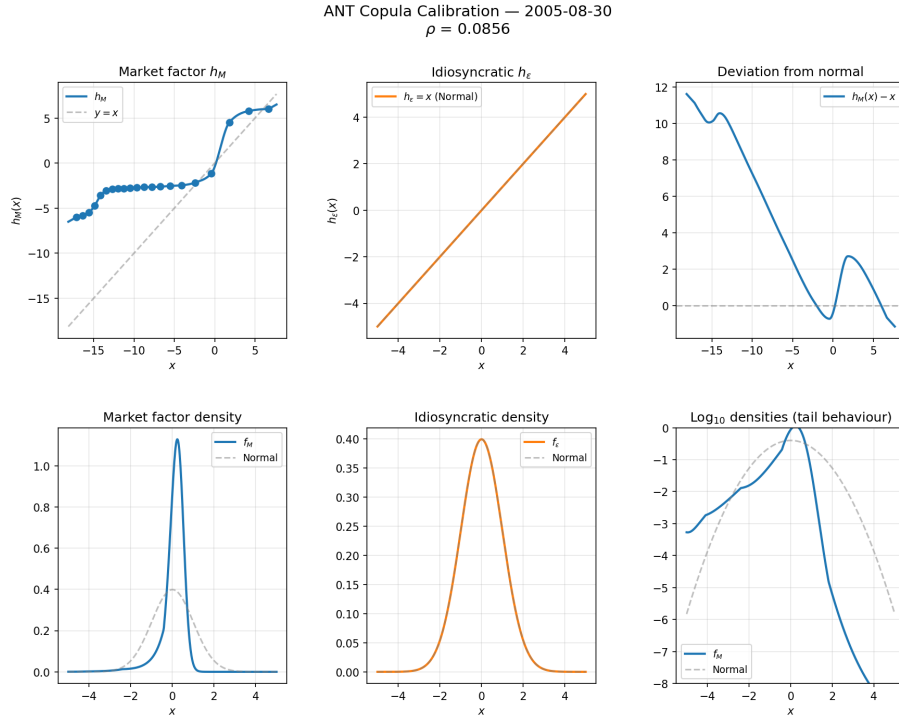 ANT Copula Calibration — 2005-08-30
ρ = 0.0856
Market factor h_M
h_M
y = x
5
0
−5
−10
−15
h_M(x)
−15
−10
−5
0
5
x
Idiosyncratic h_ε
h_ε = x (Normal)
4
2
0
−2
−4
h_ε(x)
−4
−2
0
2
4
x
Deviation from normal
h_M(x) − x
12
10
8
6
4
2
0
−15
−10
−5
0
5
x
Market factor density
f_M
Normal
1.0
0.8
0.6
0.4
0.2
0.0
−4
−2
0
2
4
x
Idiosyncratic density
f_ε
Normal
0.40
0.35
0.30
0.25
0.20
0.15
0.10
0.05
0.00
−4
−2
0
2
4
x
Log₁₀ densities (tail behaviour)
0
−1
−2
−3
−4
−5
−6
−7
−8
f_M
Normal
−4
−2
0
2
4
x